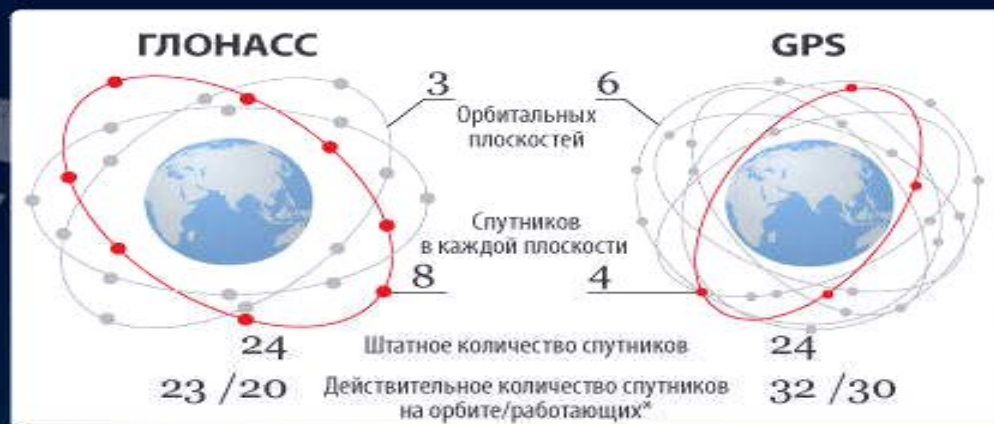 ГЛОНАСС GPS
3 6
Орбитальных
плоскостей
Спутников
в каждой плоскости
8 4
24 Штатное количество спутников 24
23 /20 Действительное количество спутников 32 /30
на орбите/работающих*